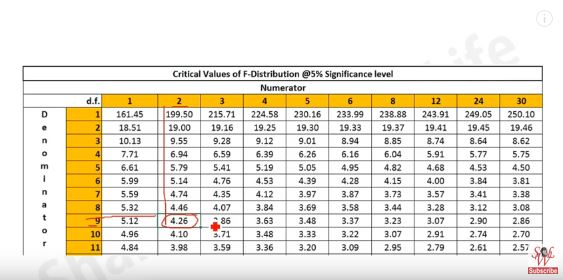 Critical Values of F-Distribution @5% Significance level
Numerator
d.f. 1 2 3 4 5 6 8 12 24 30
D 1 161.45 199.50 215.71 224.58 230.16 233.99 238.88 243.91 249.05 250.10
e 2 18.51 19.00 19.16 19.25 19.30 19.33 19.37 19.41 19.45 19.46
n 3 10.13 9.55 9.28 9.12 9.01 8.94 8.85 8.74 8.64 8.62
o 4 7.71 6.94 6.59 6.39 6.26 6.16 6.04 5.91 5.77 5.75
m 5 6.61 5.79 5.41 5.19 5.05 4.95 4.82 4.68 4.53 4.50
i 6 5.99 5.14 4.76 4.53 4.39 4.28 4.15 4.00 3.84 3.81
n 7 5.59 4.74 4.35 4.12 3.97 3.87 3.73 3.57 3.41 3.38
a 8 5.32 4.46 4.07 3.84 3.69 3.58 3.44 3.28 3.12 3.08
t 9 5.12 4.26 3.86 3.63 3.48 3.37 3.23 3.07 2.90 2.86
o 10 4.96 4.10 3.71 3.48 3.33 3.22 3.07 2.91 2.74 2.70
r 11 4.84 3.98 3.59 3.36 3.20 3.09 2.95 2.79 2.61 2.57
Subscribe